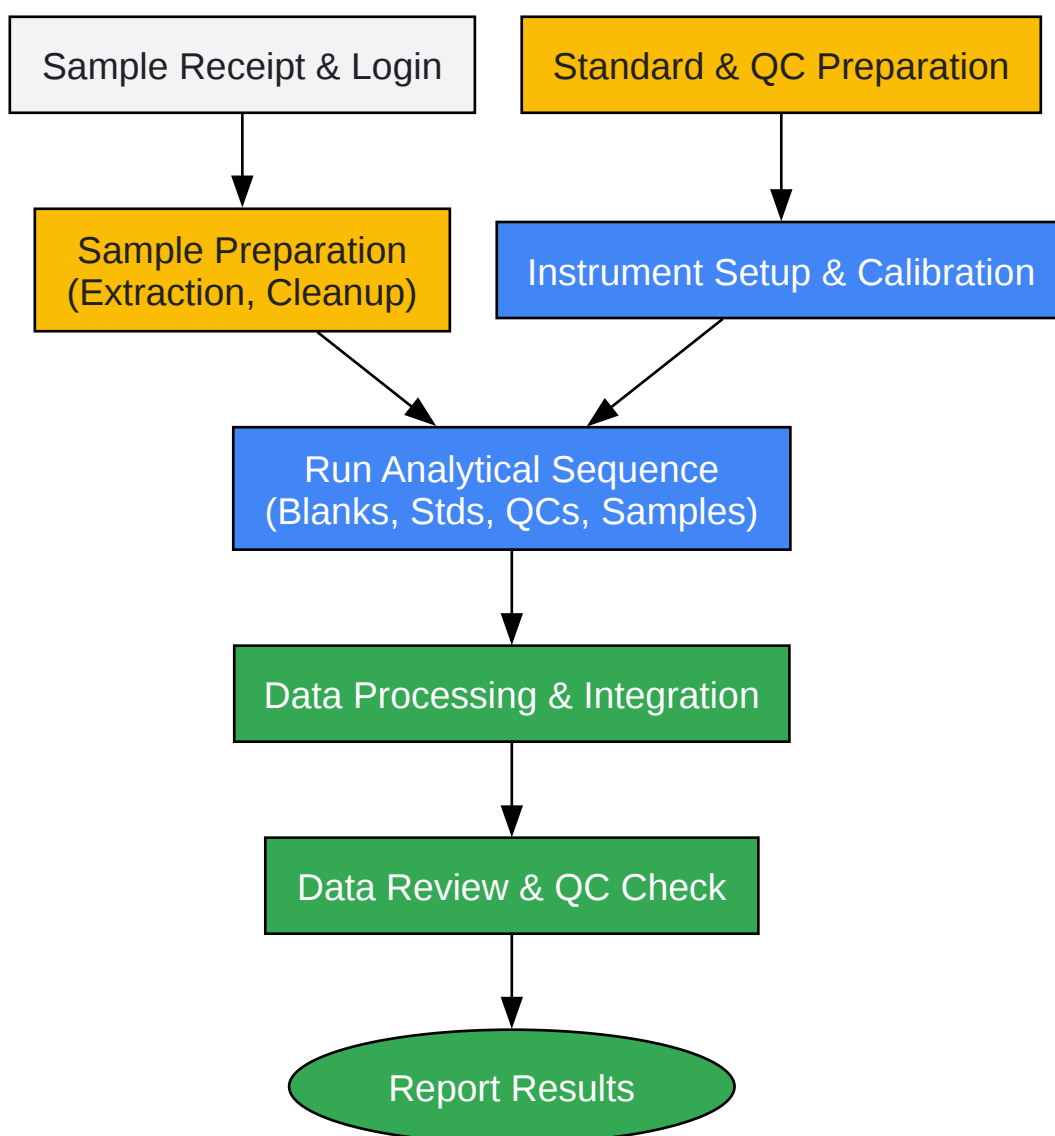 Sample Receipt & Login
Standard & QC Preparation
Sample Preparation
(Extraction, Cleanup)
Instrument Setup & Calibration
Run Analytical Sequence
(Blanks, Stds, QCs, Samples)
Data Processing & Integration
Data Review & QC Check
Report Results